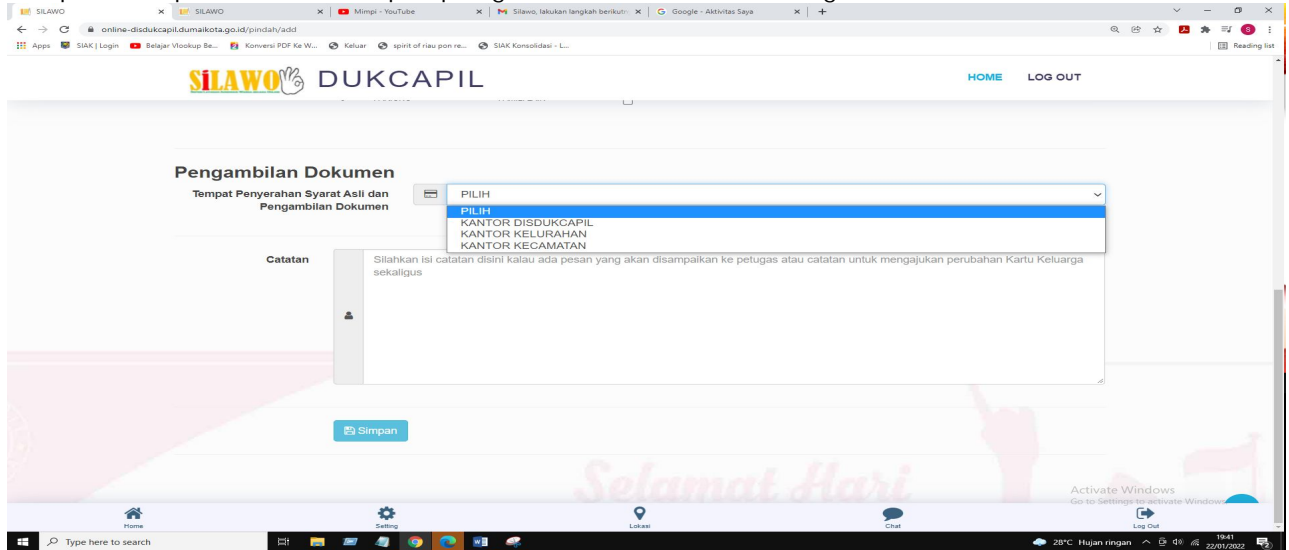 SILAWO
SILAWO
Mimpi - YouTube
Silawo, lakukan langkah berikut
Google - Aktivitas Saya
online-disdukcapil.dumaikota.go.id/pindah/add
Apps
SIAK | Login
Belajar Vlookup Be...
Konversi PDF Ke W...
Keluar
spirit of riau pon re...
SIAK Konsolidasi - L...
Reading list
SiLAWO DUKCAPIL
HOME
LOG OUT
Pengambilan Dokumen
Tempat Penyerahan Syarat Asli dan
Pengambilan Dokumen
PILIH
PILIH
KANTOR DISDUKCAPIL
KANTOR KELURAHAN
KANTOR KECAMATAN
Catatan
Silahkan isi catatan disini kalau ada pesan yang akan disampaikan ke petugas atau catatan untuk mengajukan perubahan Kartu Keluarga
sekaligus
Simpan
Selamat Hari
Activate Windows
Go to Settings to activate Windows
Home
Setting
Lokasi
Chat
Log Out
Type here to search
28°C Hujan ringan
19:41
22/01/2022